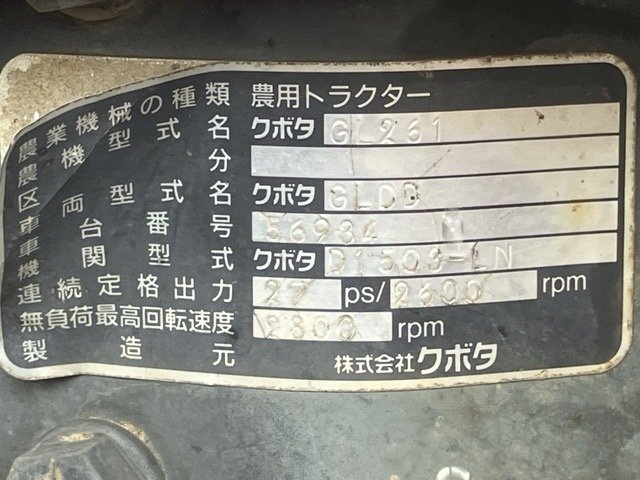 農業機械の種類 農用トラクター
農機型式名 クボタ GL261
農区分
車両型式名 クボタ GLDD
車台番号 56934
機関型式 クボタ D1503-LN
連続定格出力 27 ps/2600 rpm
無負荷最高回転速度 2800 rpm
製造元 株式会社クボタ